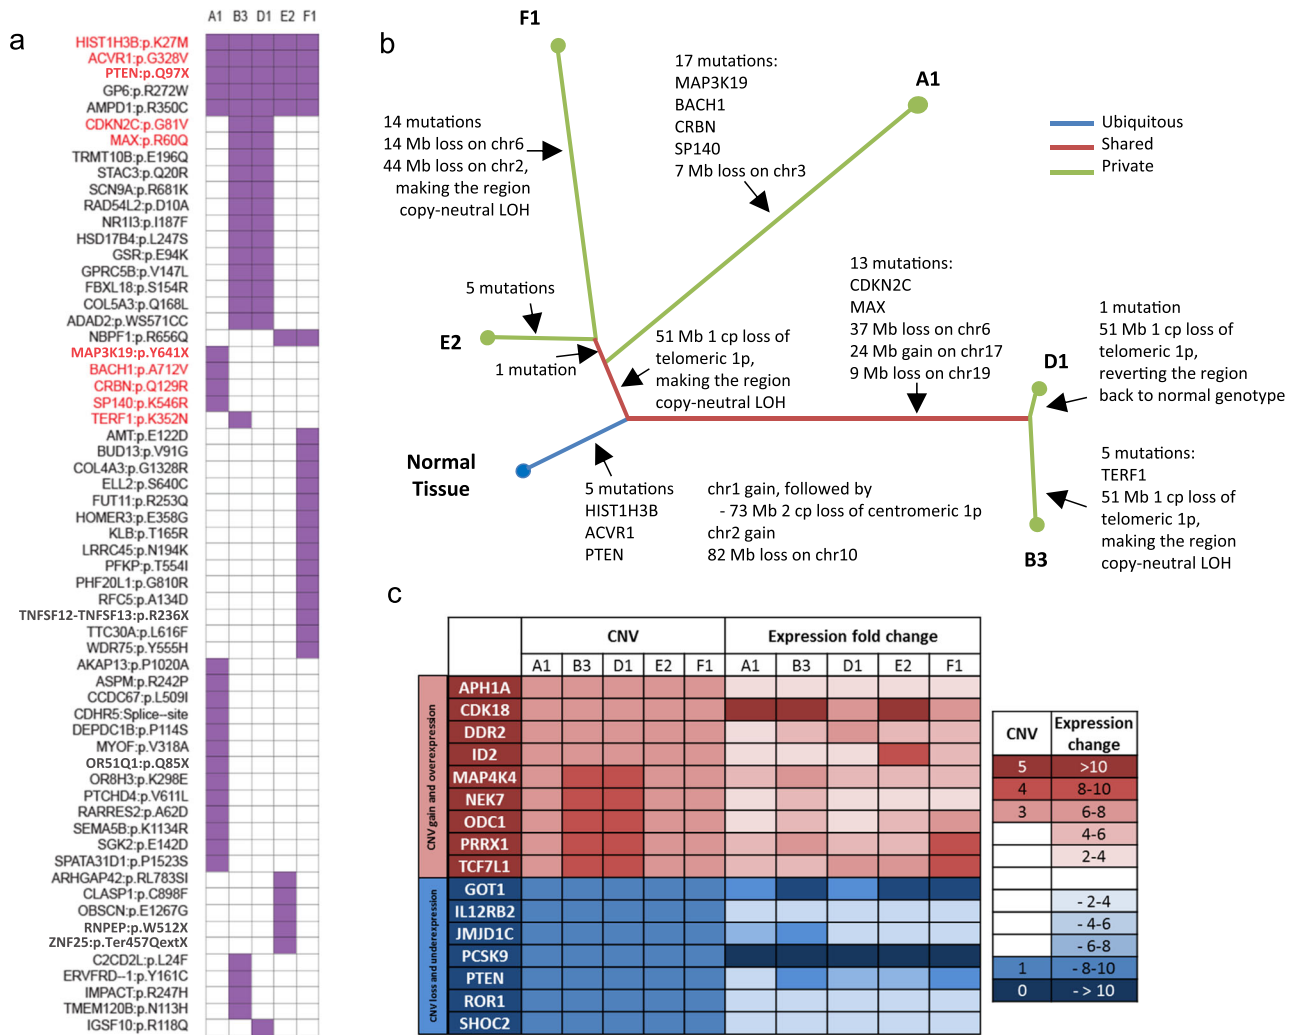 a
A1 B3 D1 E2 F1
HIST1H3B:p.K27M
ACVR1:p.G328V
PTEN:p.Q97X
GP6:p.R272W
AMPD1:p.R350C
CDKN2C:p.G81V
MAX:p.R60Q
TRMT10B:p.E196Q
STAC3:p.Q20R
SCN9A:p.R681K
RAD54L2:p.D10A
NR1I3:p.I187F
HSD17B4:p.L247S
GSR:p.E94K
GPRC5B:p.V147L
FBXL18:p.S154R
COL5A3:p.Q168L
ADAD2:p.WS571CC
NBPF1:p.R656Q
MAP3K19:p.Y641X
BACH1:p.A712V
CRBN:p.Q129R
SP140:p.K546R
TERF1:p.K352N
AMT:p.E122D
BUD13:p.V91G
COL4A3:p.G1328R
ELL2:p.S640C
FUT11:p.R253Q
HOMER3:p.E358G
KLB:p.T165R
LRRC45:p.N194K
PFKP:p.T554I
PHF20L1:p.G810R
RFC5:p.A134D
TNFSF12-TNFSF13:p.R236X
TTC30A:p.L616F
WDR75:p.Y555H
AKAP13:p.P1020A
ASPM:p.R242P
CCDC67:p.L509I
CDHR5:Splice--site
DEPDC1B:p.P114S
MYOF:p.V318A
OR51Q1:p.Q85X
OR8H3:p.K298E
PTCHD4:p.V611L
RARRES2:p.A62D
SEMA5B:p.K1134R
SGK2:p.E142D
SPATA31D1:p.P1523S
ARHGAP42:p.RL783SI
CLASP1:p.C898F
OBSCN:p.E1267G
RNPEP:p.W512X
ZNF25:p.Ter457QextX
C2CD2L:p.L24F
ERVFRD--1:p.Y161C
IMPACT:p.R247H
TMEM120B:p.N113H
IGSF10:p.R118Q
b
F1
14 mutations
14 Mb loss on chr6
44 Mb loss on chr2,
making the region
copy-neutral LOH
17 mutations:
MAP3K19
BACH1
CRBN
SP140
7 Mb loss on chr3
A1
Ubiquitous
Shared
Private
5 mutations
E2
1 mutation
51 Mb 1 cp loss of
telomeric 1p,
making the region
copy-neutral LOH
13 mutations:
CDKN2C
MAX
37 Mb loss on chr6
24 Mb gain on chr17
9 Mb loss on chr19
1 mutation
51 Mb 1 cp loss of
telomeric 1p,
reverting the region
back to normal genotype
D1
5 mutations:
TERF1
51 Mb 1 cp loss of
telomeric 1p,
making the region
copy-neutral LOH
B3
Normal
Tissue
5 mutations
HIST1H3B
ACVR1
PTEN
chr1 gain, followed by
- 73 Mb 2 cp loss of centromeric 1p
chr2 gain
82 Mb loss on chr10
c
CNV Expression fold change
A1 B3 D1 E2 F1 A1 B3 D1 E2 F1
CNV gain and overexpression
APH1A
CDK18
DDR2
ID2
MAP4K4
NEK7
ODC1
PRRX1
TCF7L1
CNV loss and underexpression
GOT1
IL12RB2
JMJD1C
PCSK9
PTEN
ROR1
SHOC2
CNV Expression
change
5 >10
4 8-10
3 6-8
4-6
2-4
- 2-4
- 4-6
- 6-8
1 - 8-10
0 - > 10